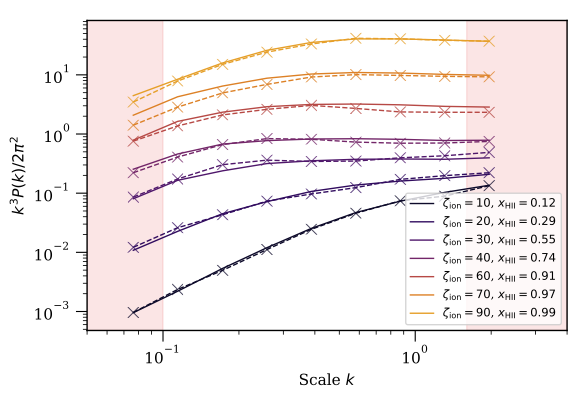 10¹
10⁰
10⁻¹
10⁻²
10⁻³
k³P(k)/2π²
ζion = 10, xHII = 0.12
ζion = 20, xHII = 0.29
ζion = 30, xHII = 0.55
ζion = 40, xHII = 0.74
ζion = 60, xHII = 0.91
ζion = 70, xHII = 0.97
ζion = 90, xHII = 0.99
10⁻¹
10⁰
Scale k